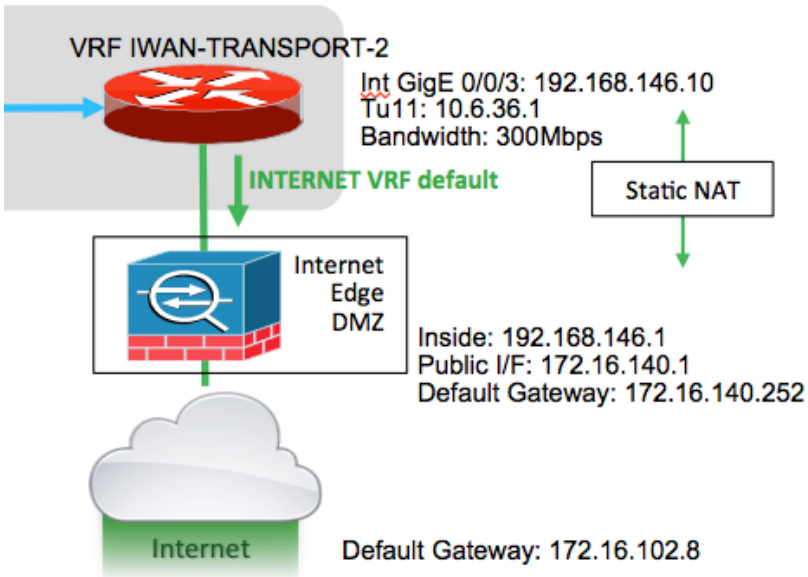 VRF IWAN-TRANSPORT-2
Int GigE 0/0/3: 192.168.146.10
Tu11: 10.6.36.1
Bandwidth: 300Mbps
INTERNET VRF default
Static NAT
Internet
Edge
DMZ
Inside: 192.168.146.1
Public I/F: 172.16.140.1
Default Gateway: 172.16.140.252
Internet
Default Gateway: 172.16.102.8